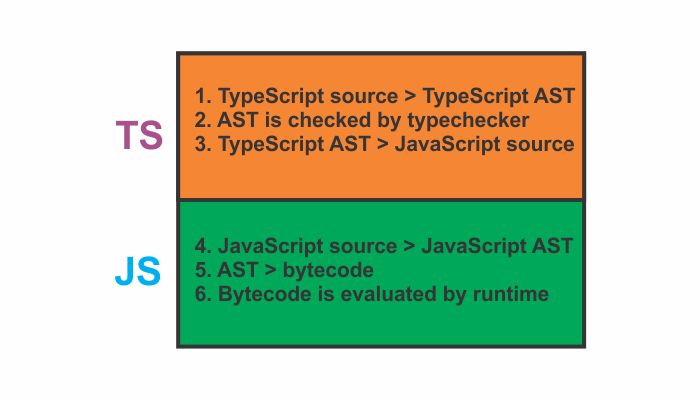 TS
1. TypeScript source > TypeScript AST
2. AST is checked by typechecker
3. TypeScript AST > JavaScript source
JS
4. JavaScript source > JavaScript AST
5. AST > bytecode
6. Bytecode is evaluated by runtime